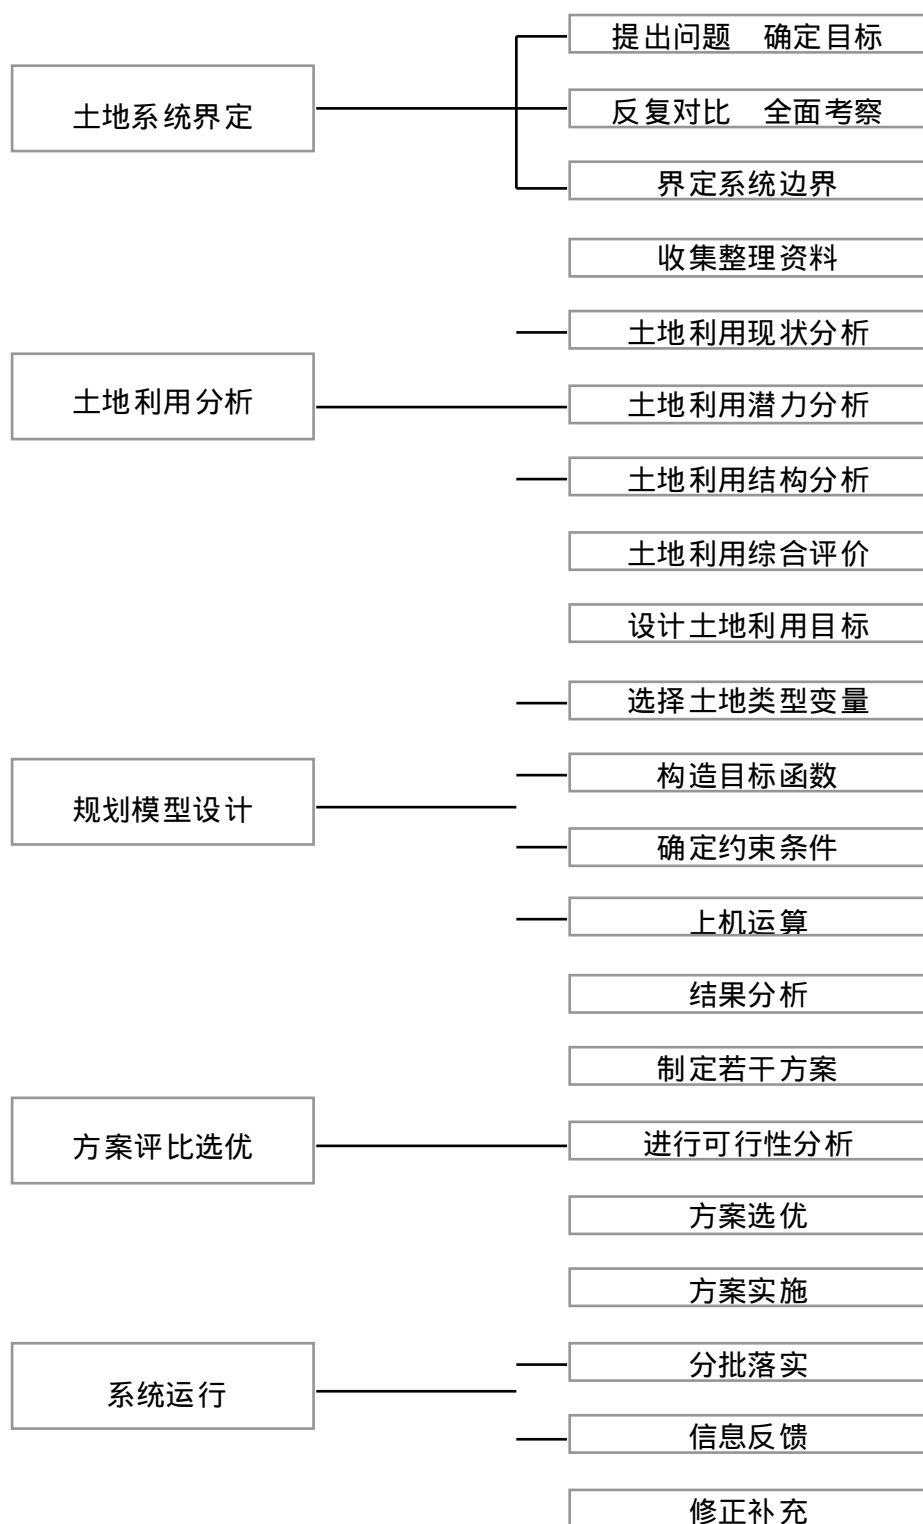 土地系统界定
提出问题　确定目标
反复对比　全面考察
界定系统边界
土地利用分析
收集整理资料
土地利用现状分析
土地利用潜力分析
土地利用结构分析
土地利用综合评价
规划模型设计
设计土地利用目标
选择土地类型变量
构造目标函数
确定约束条件
上机运算
结果分析
方案评比选优
制定若干方案
进行可行性分析
方案选优
系统运行
方案实施
分批落实
信息反馈
修正补充